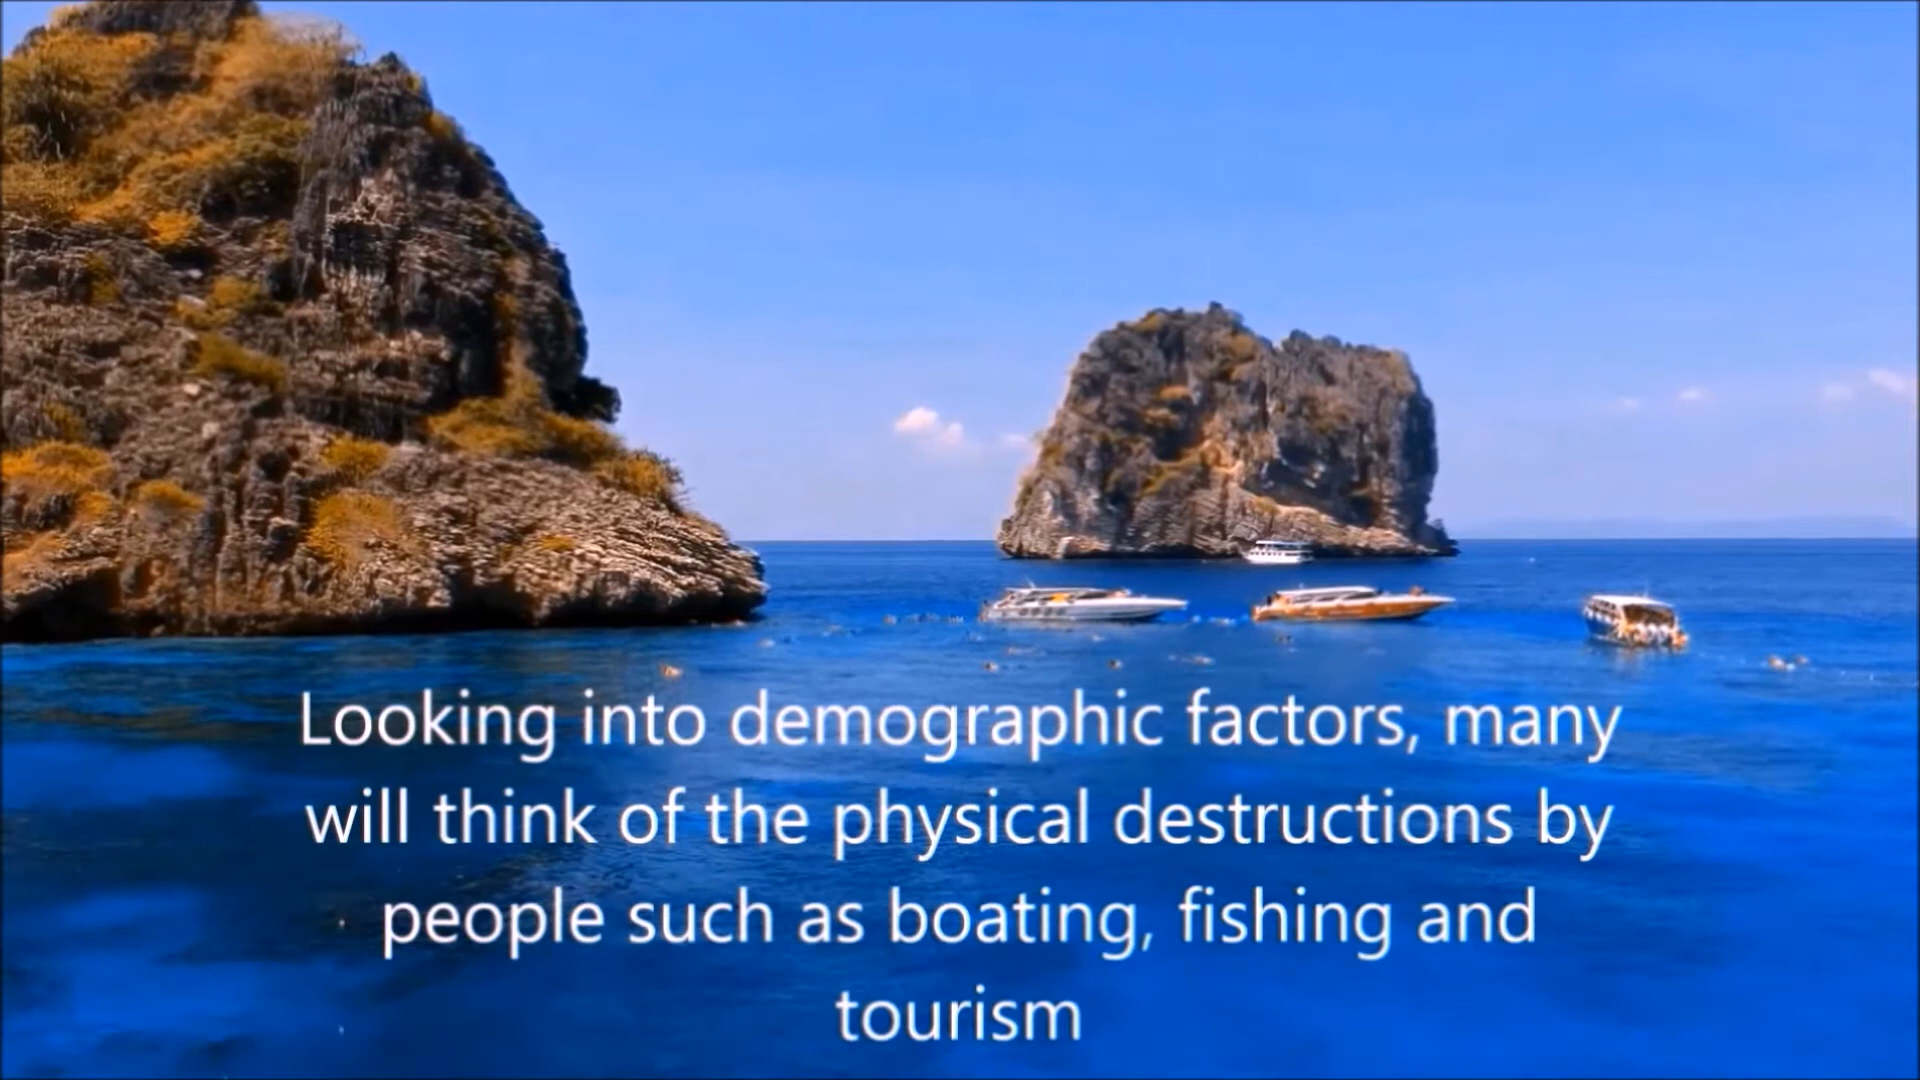 Looking into demographic factors, many
will think of the physical destructions by
people such as boating, fishing and
tourism